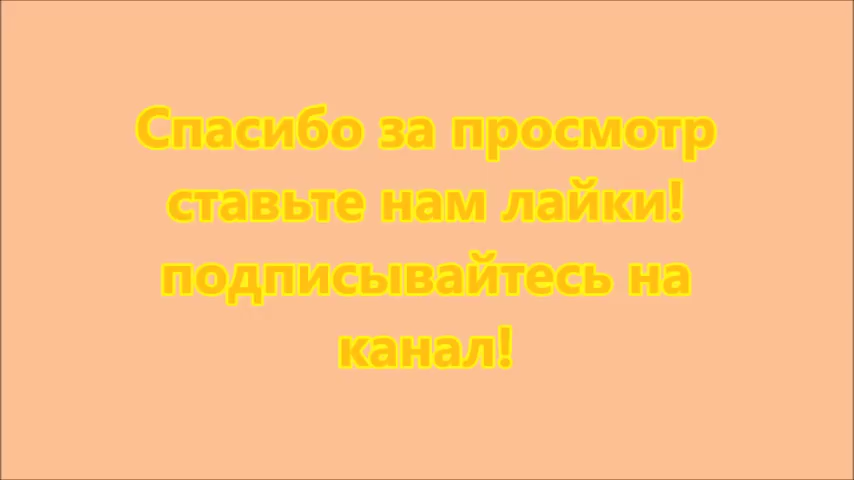 Спасибо за просмотр
ставьте нам лайки!
подписывайтесь на
канал!